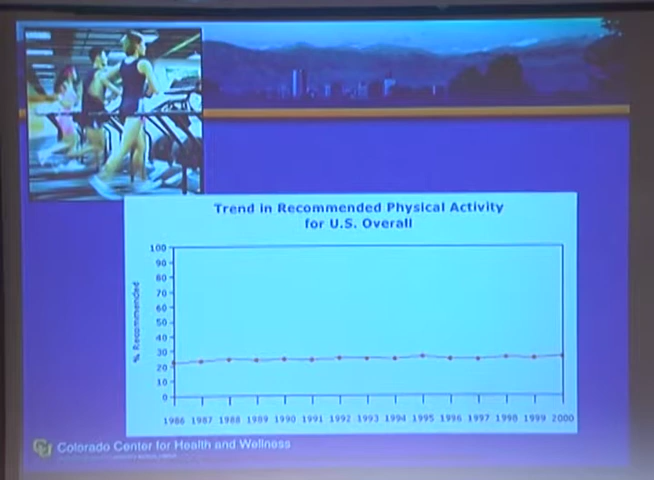 Trend in Recommended Physical Activity
for U.S. Overall
% Recommended
100
90
80
70
60
50
40
30
20
10
0
1986 1987 1988 1989 1990 1991 1992 1993 1994 1995 1996 1997 1998 1999 2000
CU Colorado Center for Health and Wellness